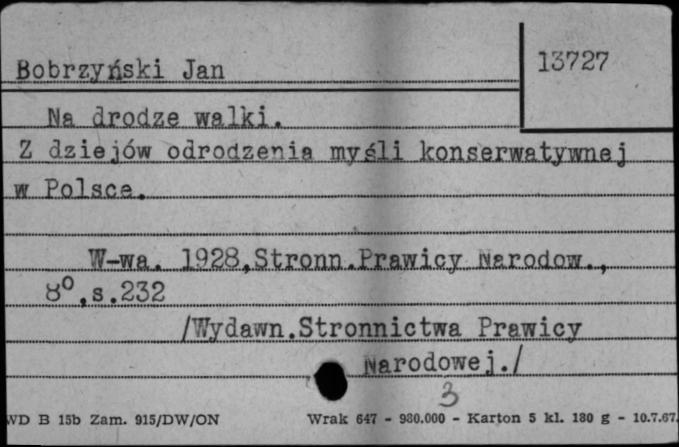 Bobrzyński Jan
13727
Na drodze walki.
Z dziejów odrodzenia myśli konserwatywnej
w Polsce.
W-wa. 1928,Stronn.Prawicy Narodow.,
8°,s.232
/Wydawn.Stronnictwa Prawicy
Narodowej./
3
WD B 15b Zam. 915/DW/ON Wrak 647 - 980.000 - Karton 5 kl. 180 g - 10.7.67.